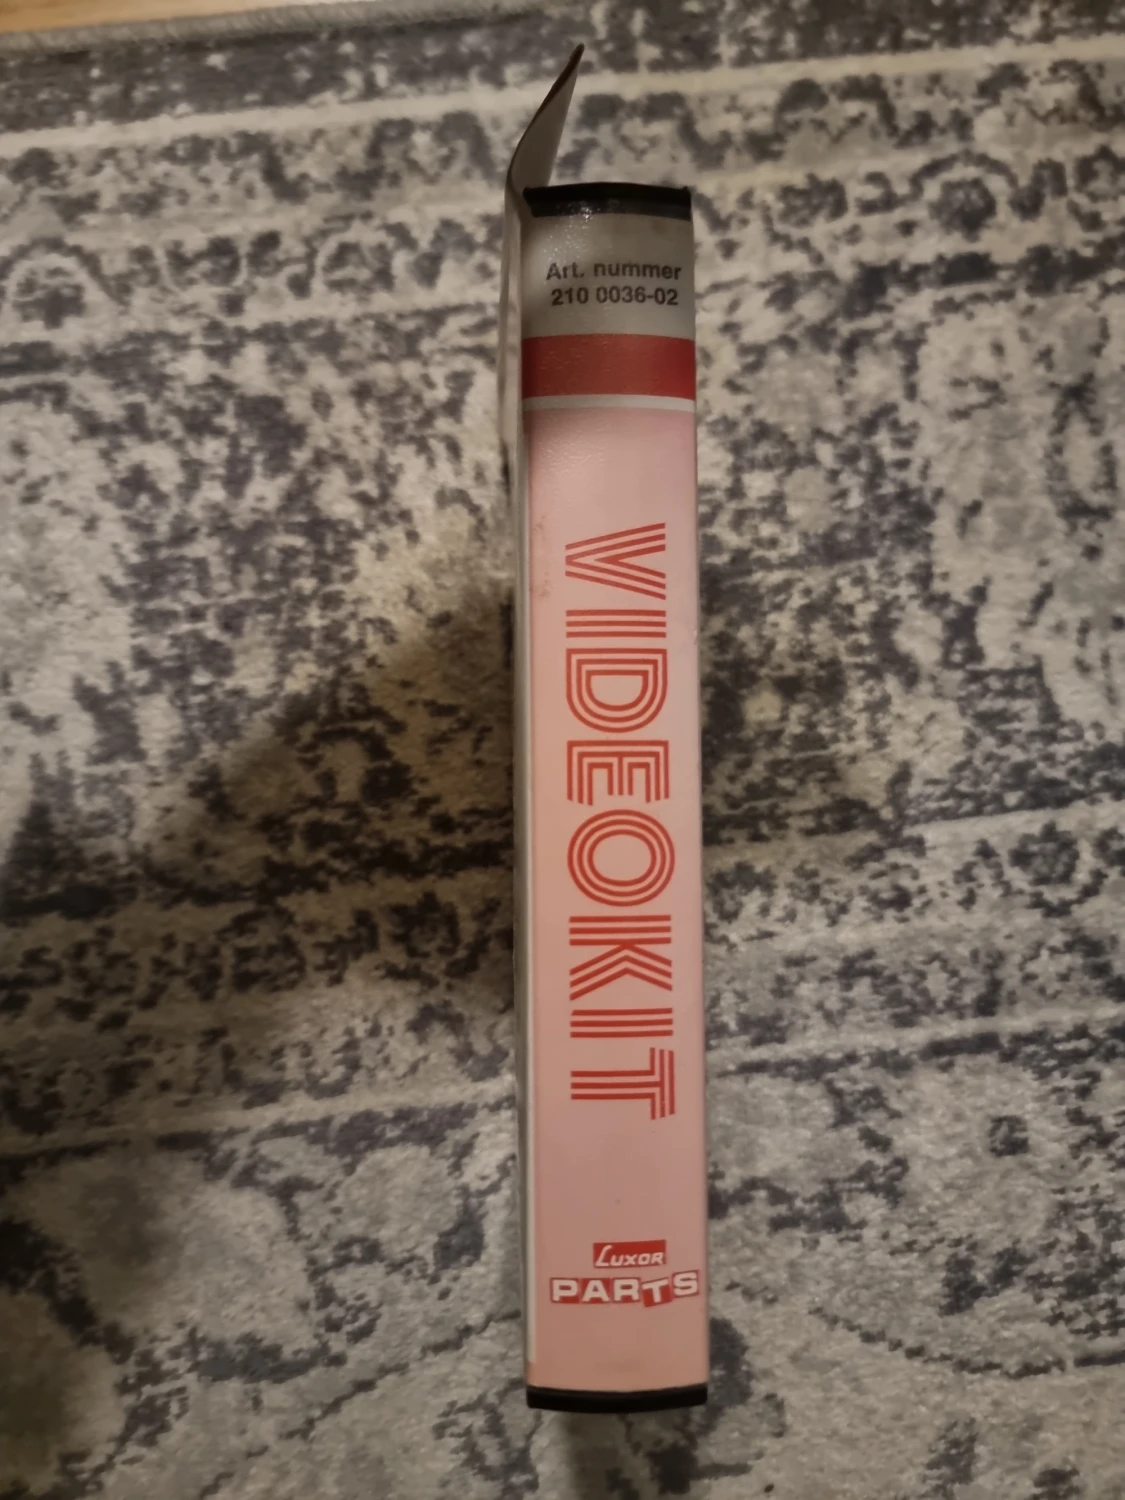 Art. nummer
210 0036-02
VIDEOKIT
LUXOR
PARTS